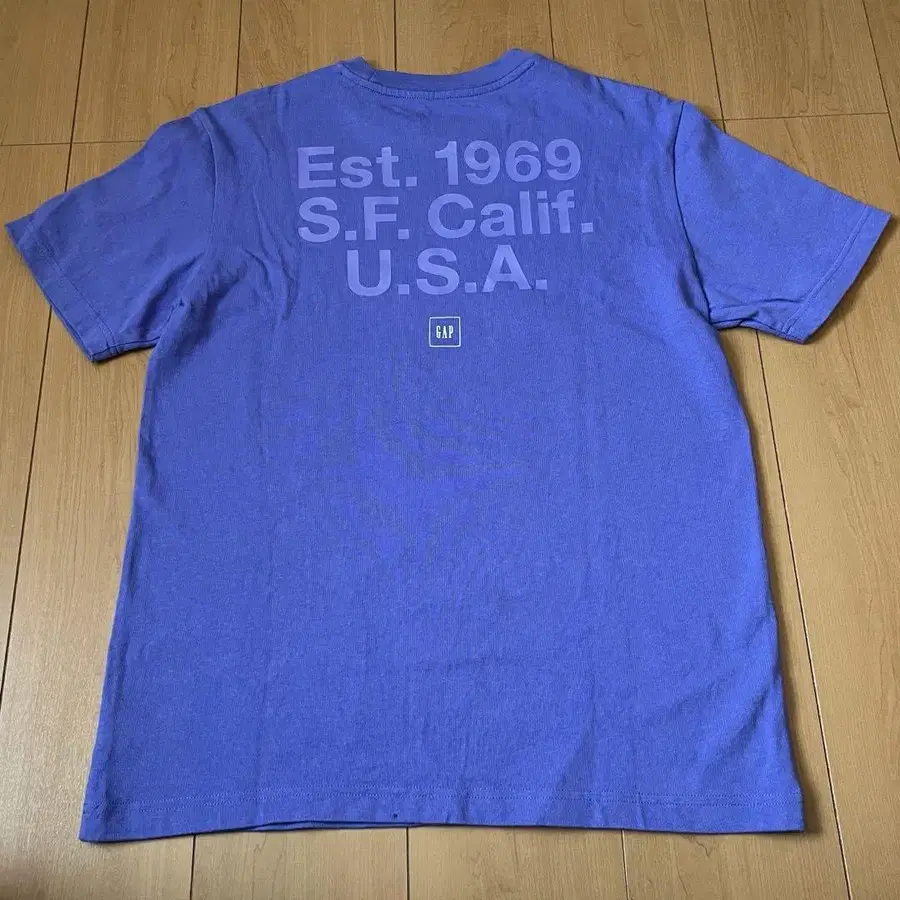 Est. 1969
S.F. Calif.
U.S.A.
GAP